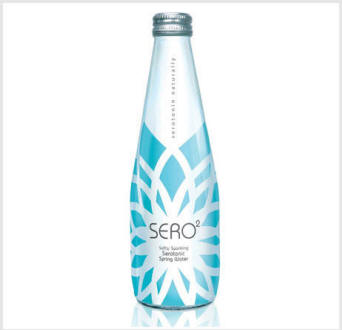 serotonin naturally
SERO²
Softly Sparkling
Serotonic
Spring Water